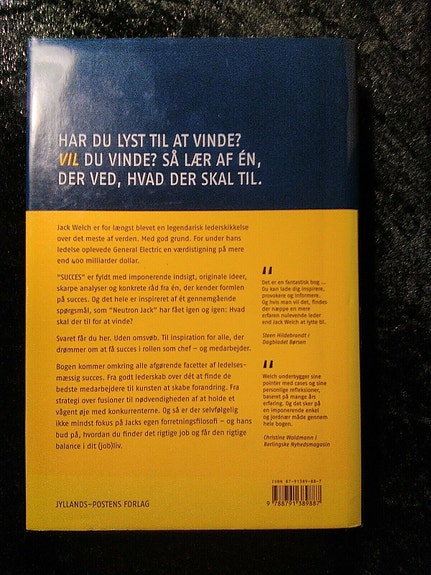 HAR DU LYST TIL AT VINDE?
VIL DU VINDE? SÅ LÆR AF ÉN,
DER VED, HVAD DER SKAL TIL.
Jack Welch er for længst blevet en legendarisk lederskikkelse
over det meste af verden. Med god grund. For under hans
ledelse oplevede General Electric en værdistigning på mere
end 400 milliarder dollar.
"SUCCES" er fyldt med imponerende indsigt, originale ideer,
skarpe analyser og konkrete råd fra én, der kender formlen
på succes. Og det hele er inspireret af ét gennemgående
spørgsmål, som "Neutron Jack" har fået igen og igen: Hvad
skal der til for at vinde?
Svaret får du her. Uden omsvøb. Til inspiration for alle, der
drømmer om at få succes i rollen som chef – og medarbejder.
Bogen kommer omkring alle afgørende facetter af ledelses-
mæssig succes. Fra godt lederskab over dét at finde de
bedste medarbejdere til kunsten at skabe forandring. Fra
strategi over fusioner til nødvendigheden af at holde et
vågent øje med konkurrenterne. Og så er der selvfølgelig
ikke mindst fokus på Jacks egen forretningsfilosofi – og hans
bud på, hvordan du finder det rigtige job og får den rigtige
balance i dit (job)liv.
"
Det er en fantastisk bog ...
Du kan lade dig inspirere,
provokere og informere.
Og hvis man vil det, findes
der næppe en mere
erfaren nulevende leder
end Jack Welch at lytte til.
Steen Hildebrandt i
Dagbladet Børsen
"
Welch underbygger sine
pointer med cases og sine
personlige refleksioner,
baseret på mange års
erfaring. Og det sker på
en imponerende enkel
og jordnær måde gennem
hele bogen.
Christine Waldmann i
Berlingske Nyhedsmagasin
JYLLANDS-POSTENS FORLAG
ISBN 87-91389-88-7
9 788791 389887